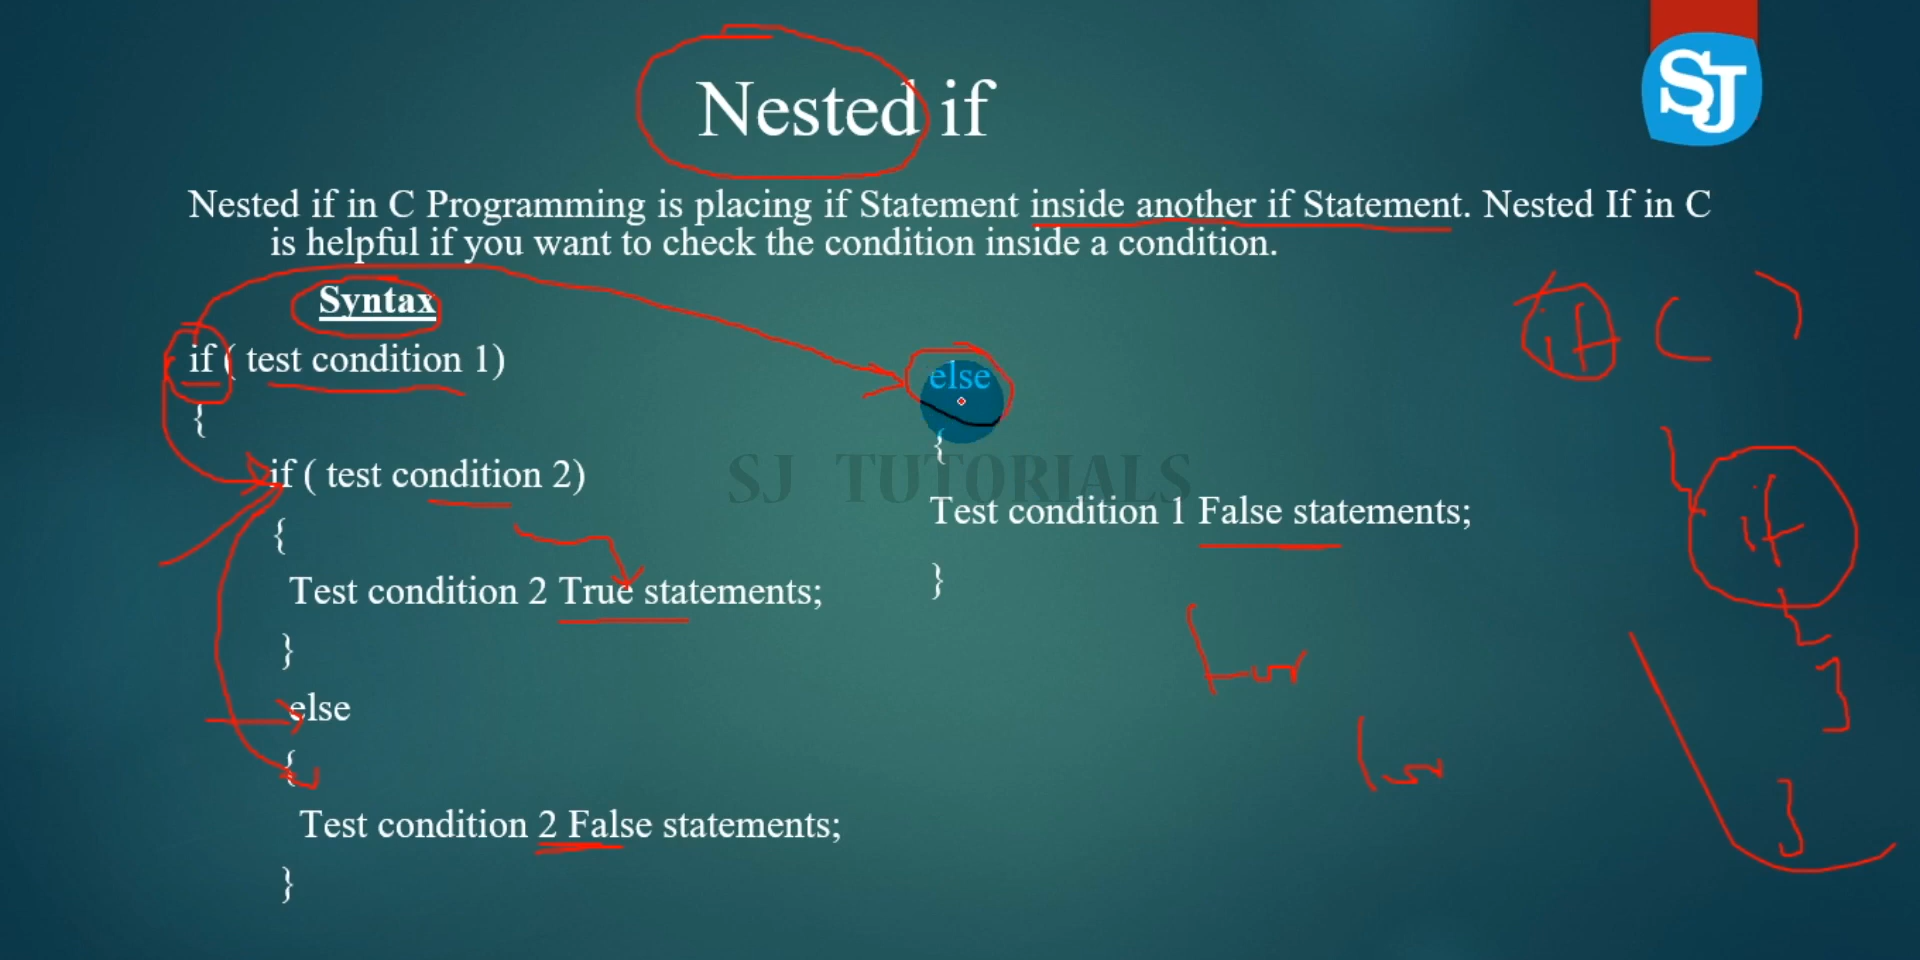 SJ
Nested if
Nested if in C Programming is placing if Statement inside another if Statement. Nested If in C
is helpful if you want to check the condition inside a condition.
Syntax
if ( test condition 1)
{
if ( test condition 2)
{
Test condition 2 True statements;
}
else
{
Test condition 2 False statements;
}
else
{
Test condition 1 False statements;
}
SJ TUTORIALS
if ( )
if